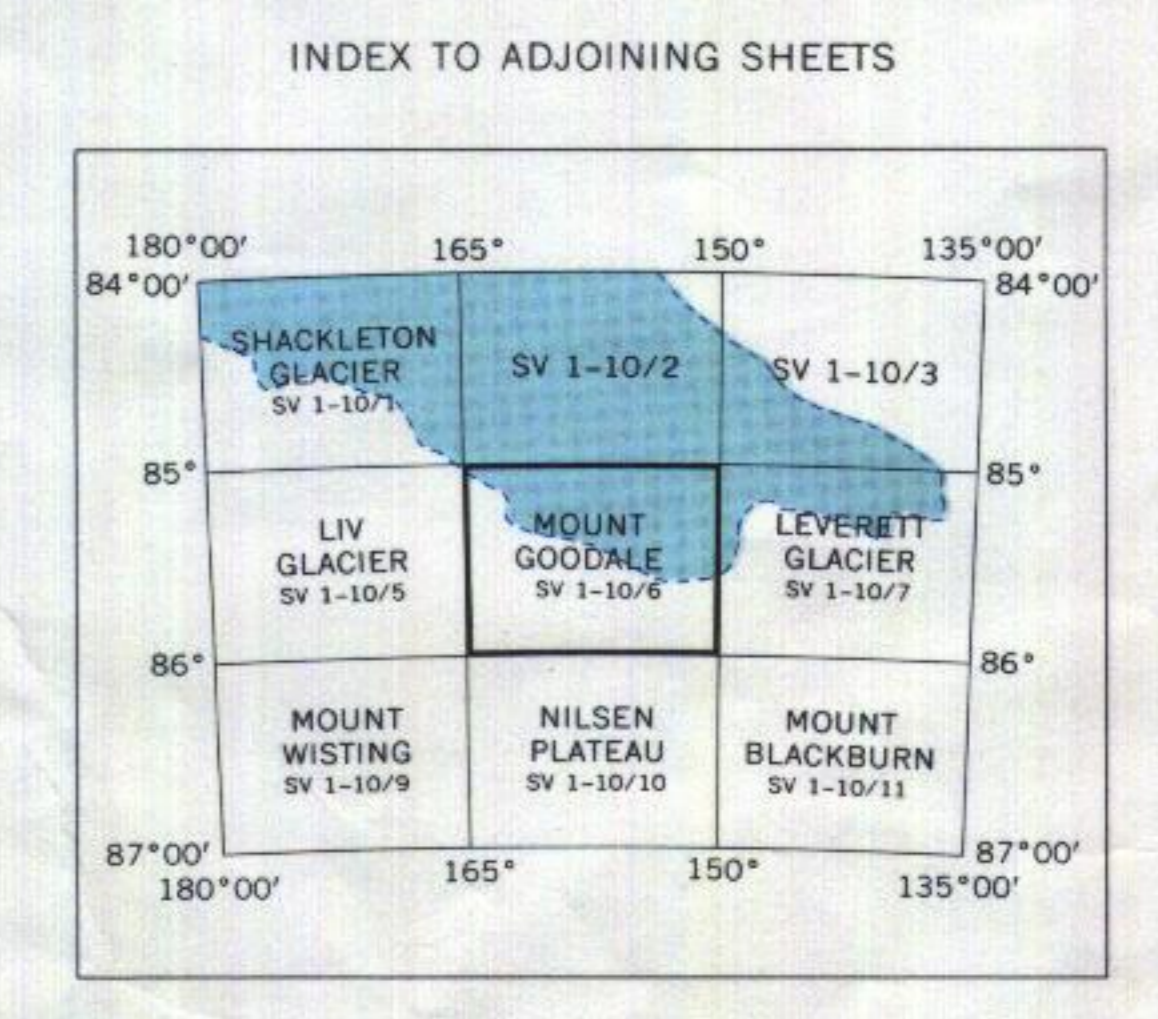 INDEX TO ADJOINING SHEETS
180°00' 165° 150° 135°00'
84°00' 84°00'
SHACKLETON
GLACIER
SV 1-10/1
SV 1-10/2
SV 1-10/3
85° 85°
LIV
GLACIER
SV 1-10/5
MOUNT
GOODALE
SV 1-10/6
LEVERETT
GLACIER
SV 1-10/7
86° 86°
MOUNT
WISTING
SV 1-10/9
NILSEN
PLATEAU
SV 1-10/10
MOUNT
BLACKBURN
SV 1-10/11
87°00' 87°00'
180°00' 165° 150° 135°00'